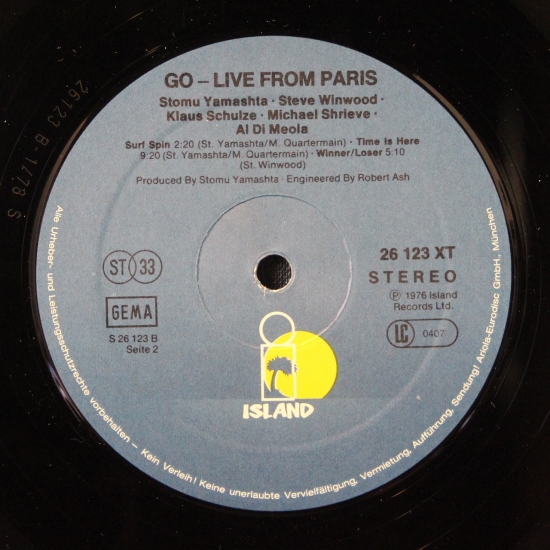 GO – LIVE FROM PARIS
Stomu Yamashta · Steve Winwood ·
Klaus Schulze · Michael Shrieve ·
Al Di Meola
Surf Spin 2:20 (St. Yamashta/M. Quartermain) · Time is Here
9:20 (St. Yamashta/M. Quartermain) · Winner/Loser 5:10
(St. Winwood)
Produced By Stomu Yamashta · Engineered By Robert Ash
ST 33
GEMA
S 26 123 B
Seite 2
26 123 XT
STEREO
Ⓟ 1976 Island
Records Ltd.
LC 0407
ISLAND
Alle Urheber- und Leistungsschutzrechte vorbehalten – Kein Verleih! Keine unerlaubte Vervielfältigung, Vermietung, Aufführung, Sendung! Ariola-Eurodisc GmbH., München
26123 B-1/78 S